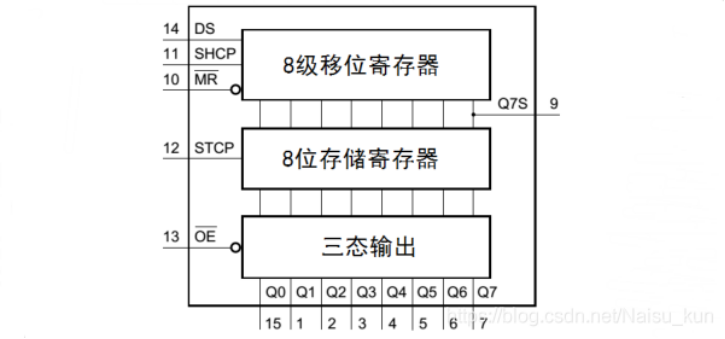 14 DS
11 SHCP
10 MR
8级移位寄存器
Q7S 9
12 STCP
8位存储寄存器
13 OE
三态输出
Q0 Q1 Q2 Q3 Q4 Q5 Q6 Q7
15 1 2 3 4 5 6 7
https://blog.csdn.net/Naisu_kun